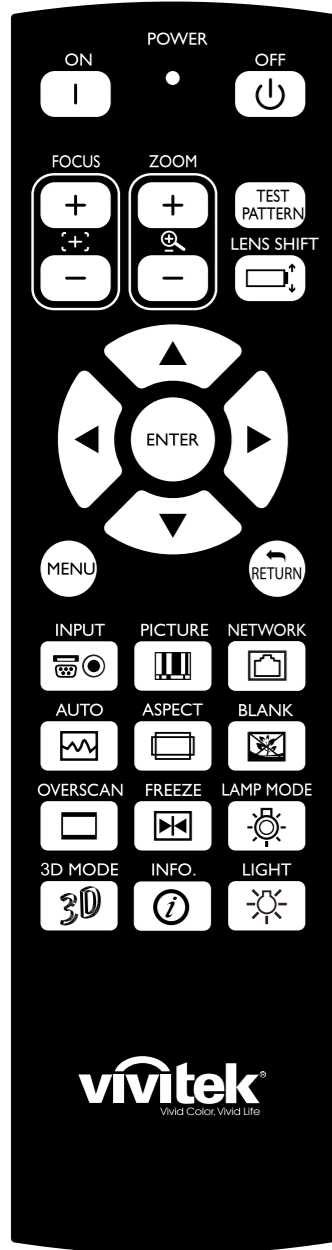 POWER
ON OFF
FOCUS ZOOM
TEST
PATTERN
LENS SHIFT
ENTER
MENU
RETURN
INPUT PICTURE NETWORK
AUTO ASPECT BLANK
OVERSCAN FREEZE LAMP MODE
3D MODE INFO. LIGHT
3D i
vivitek®
Vivid Color, Vivid Life